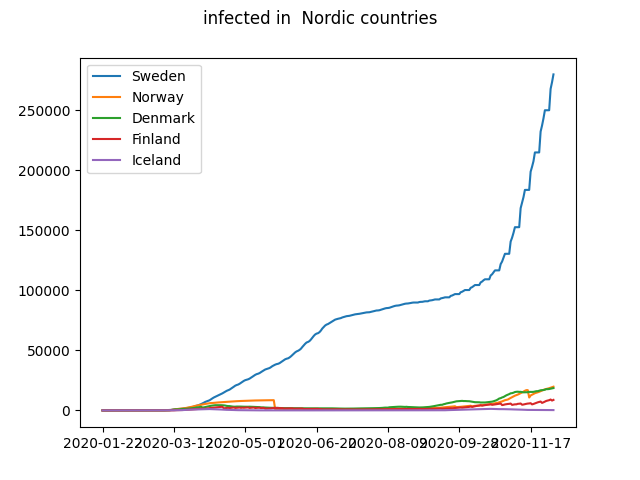 infected in  Nordic countries
Sweden
Norway
Denmark
Finland
Iceland
250000
200000
150000
100000
50000
0
2020-01-22 2020-03-12 2020-05-01 2020-06-20 2020-08-09 2020-09-28 2020-11-17